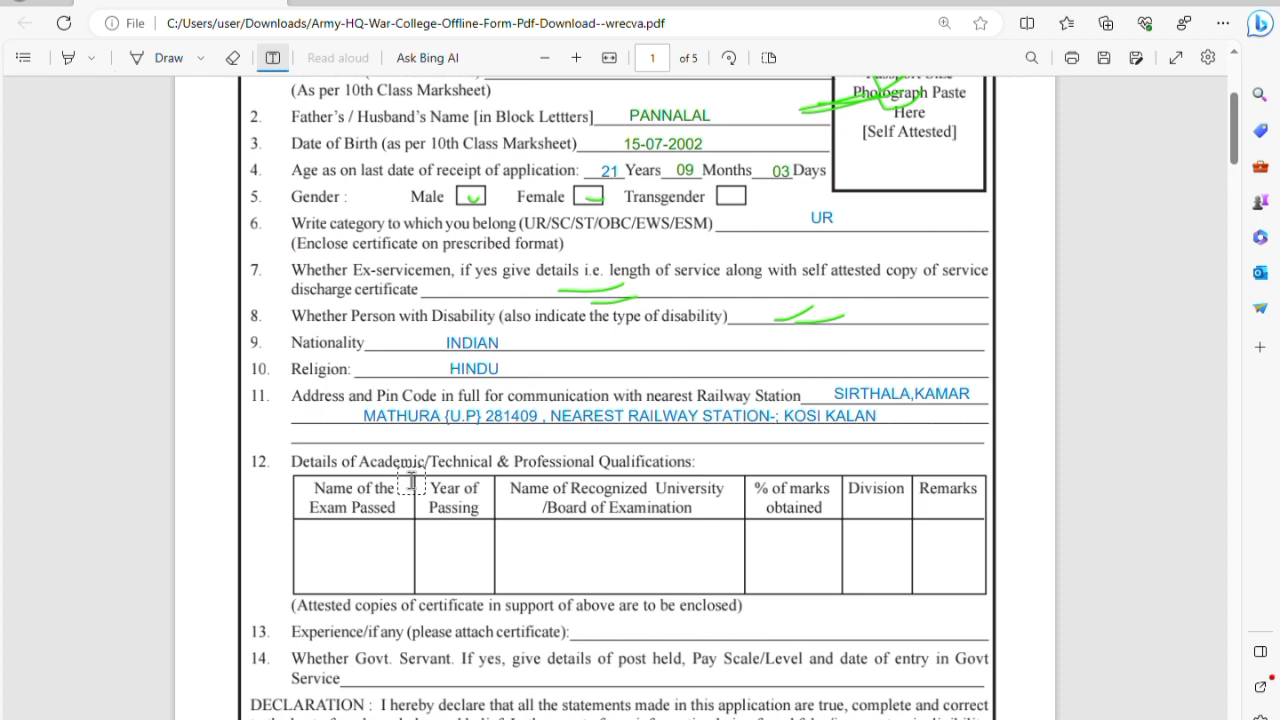 File C:/Users/user/Downloads/Army-HQ-War-College-Offline-Form-Pdf-Download--wrecva.pdf
Draw Read aloud Ask Bing AI 1 of 5
Photograph Paste
(As per 10th Class Marksheet)
Here
2. Father's / Husband's Name [in Block Lettters] PANNALAL
[Self Attested]
3. Date of Birth (as per 10th Class Marksheet) 15-07-2002
4. Age as on last date of receipt of application: 21 Years 09 Months 03 Days
5. Gender : Male Female Transgender
6. Write category to which you belong (UR/SC/ST/OBC/EWS/ESM) UR
(Enclose certificate on prescribed format)
7. Whether Ex-servicemen, if yes give details i.e. length of service along with self attested copy of service
discharge certificate
8. Whether Person with Disability (also indicate the type of disability)
9. Nationality INDIAN
10. Religion: HINDU
11. Address and Pin Code in full for communication with nearest Railway Station SIRTHALA,KAMAR
MATHURA {U.P} 281409 , NEAREST RAILWAY STATION-; KOSI KALAN
12. Details of Academic/Technical & Professional Qualifications:
Name of the Exam Passed
Year of Passing
Name of Recognized University /Board of Examination
% of marks obtained
Division
Remarks
(Attested copies of certificate in support of above are to be enclosed)
13. Experience/if any (please attach certificate):
14. Whether Govt. Servant. If yes, give details of post held, Pay Scale/Level and date of entry in Govt
Service
DECLARATION : I hereby declare that all the statements made in this application are true, complete and correct